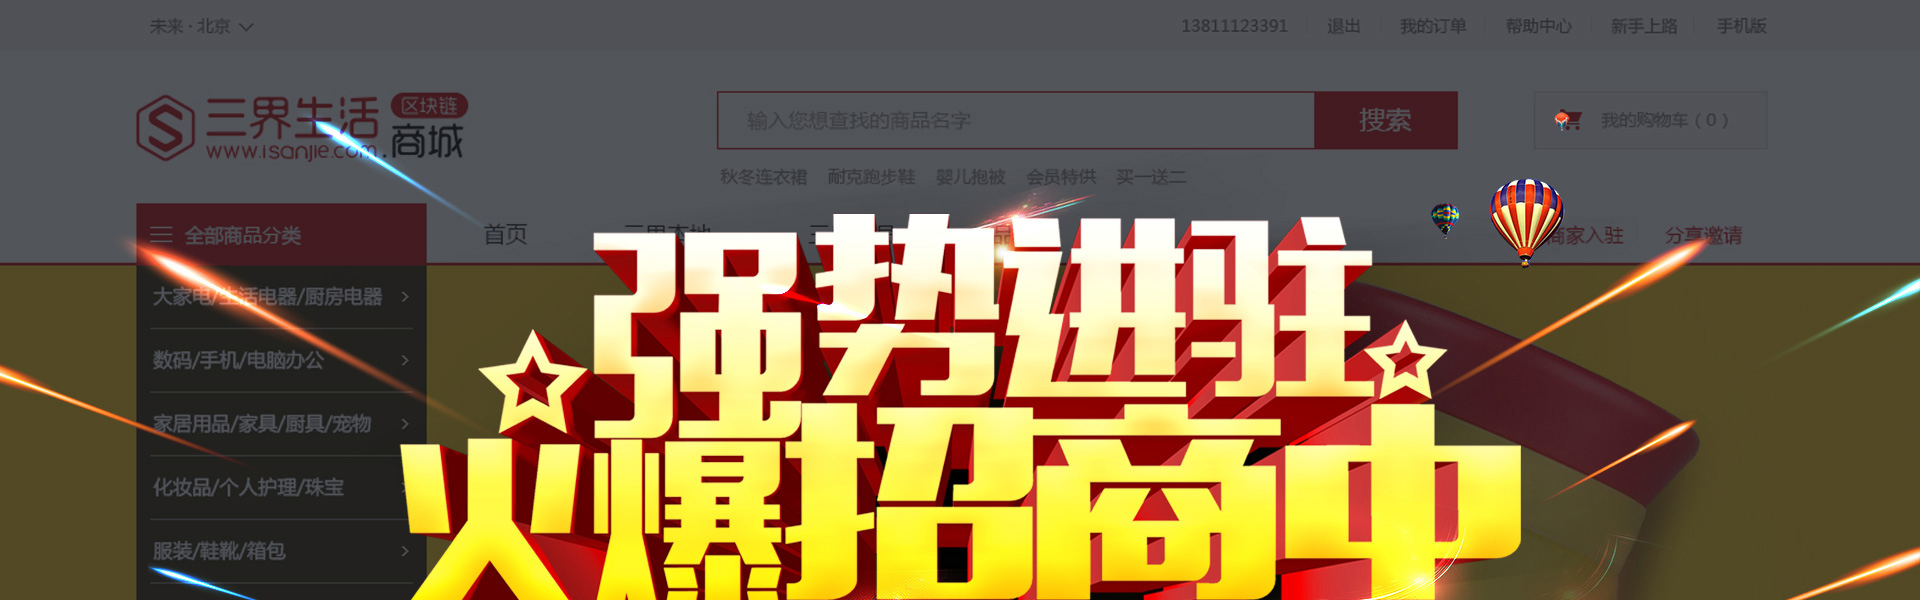 未来 · 北京
13811123391 退出 我的订单 帮助中心 新手上路 手机版
三界生活 区块链
www.isanjie.com 商城
输入您想查找的商品名字 搜索 我的购物车 ( 0 )
秋冬连衣裙 耐克跑步鞋 婴儿抱被 会员特供 买一送二
全部商品分类 首页 三界本地 商家入驻 分享邀请
强势进驻
大家电/生活电器/厨房电器
数码/手机/电脑办公
家居用品/家具/厨具/宠物
火爆招商中
化妆品/个人护理/珠宝
服装/鞋靴/箱包